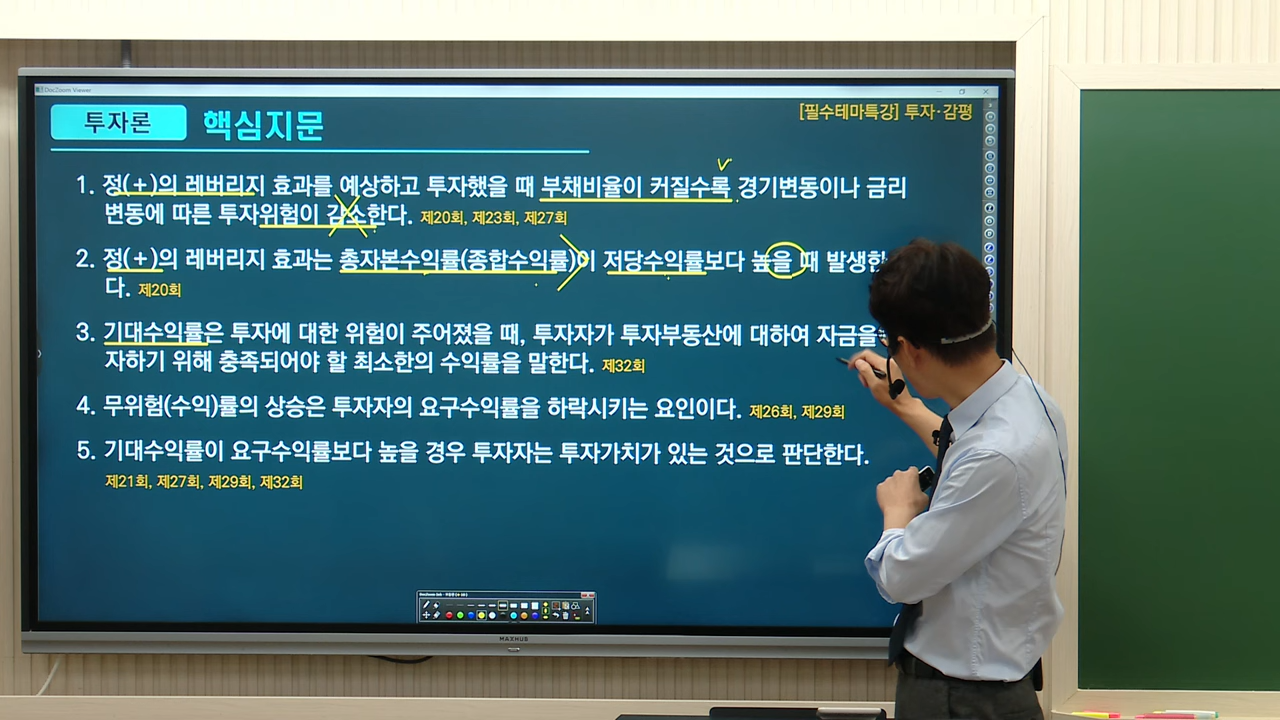 DocZoom Viewer
투자론 핵심지문
[필수테마특강] 투자·감평
1. 정(+)의 레버리지 효과를 예상하고 투자했을 때 부채비율이 커질수록 경기변동이나 금리
변동에 따른 투자위험이 감소한다. 제20회, 제23회, 제27회
2. 정(+)의 레버리지 효과는 총자본수익률(종합수익률)이 저당수익률보다 높을 때 발생한
다. 제20회
3. 기대수익률은 투자에 대한 위험이 주어졌을 때, 투자자가 투자부동산에 대하여 자금을
자하기 위해 충족되어야 할 최소한의 수익률을 말한다. 제32회
4. 무위험(수익)률의 상승은 투자자의 요구수익률을 하락시키는 요인이다. 제26회, 제29회
5. 기대수익률이 요구수익률보다 높을 경우 투자자는 투자가치가 있는 것으로 판단한다.
제21회, 제27회, 제29회, 제32회
MAXHUB